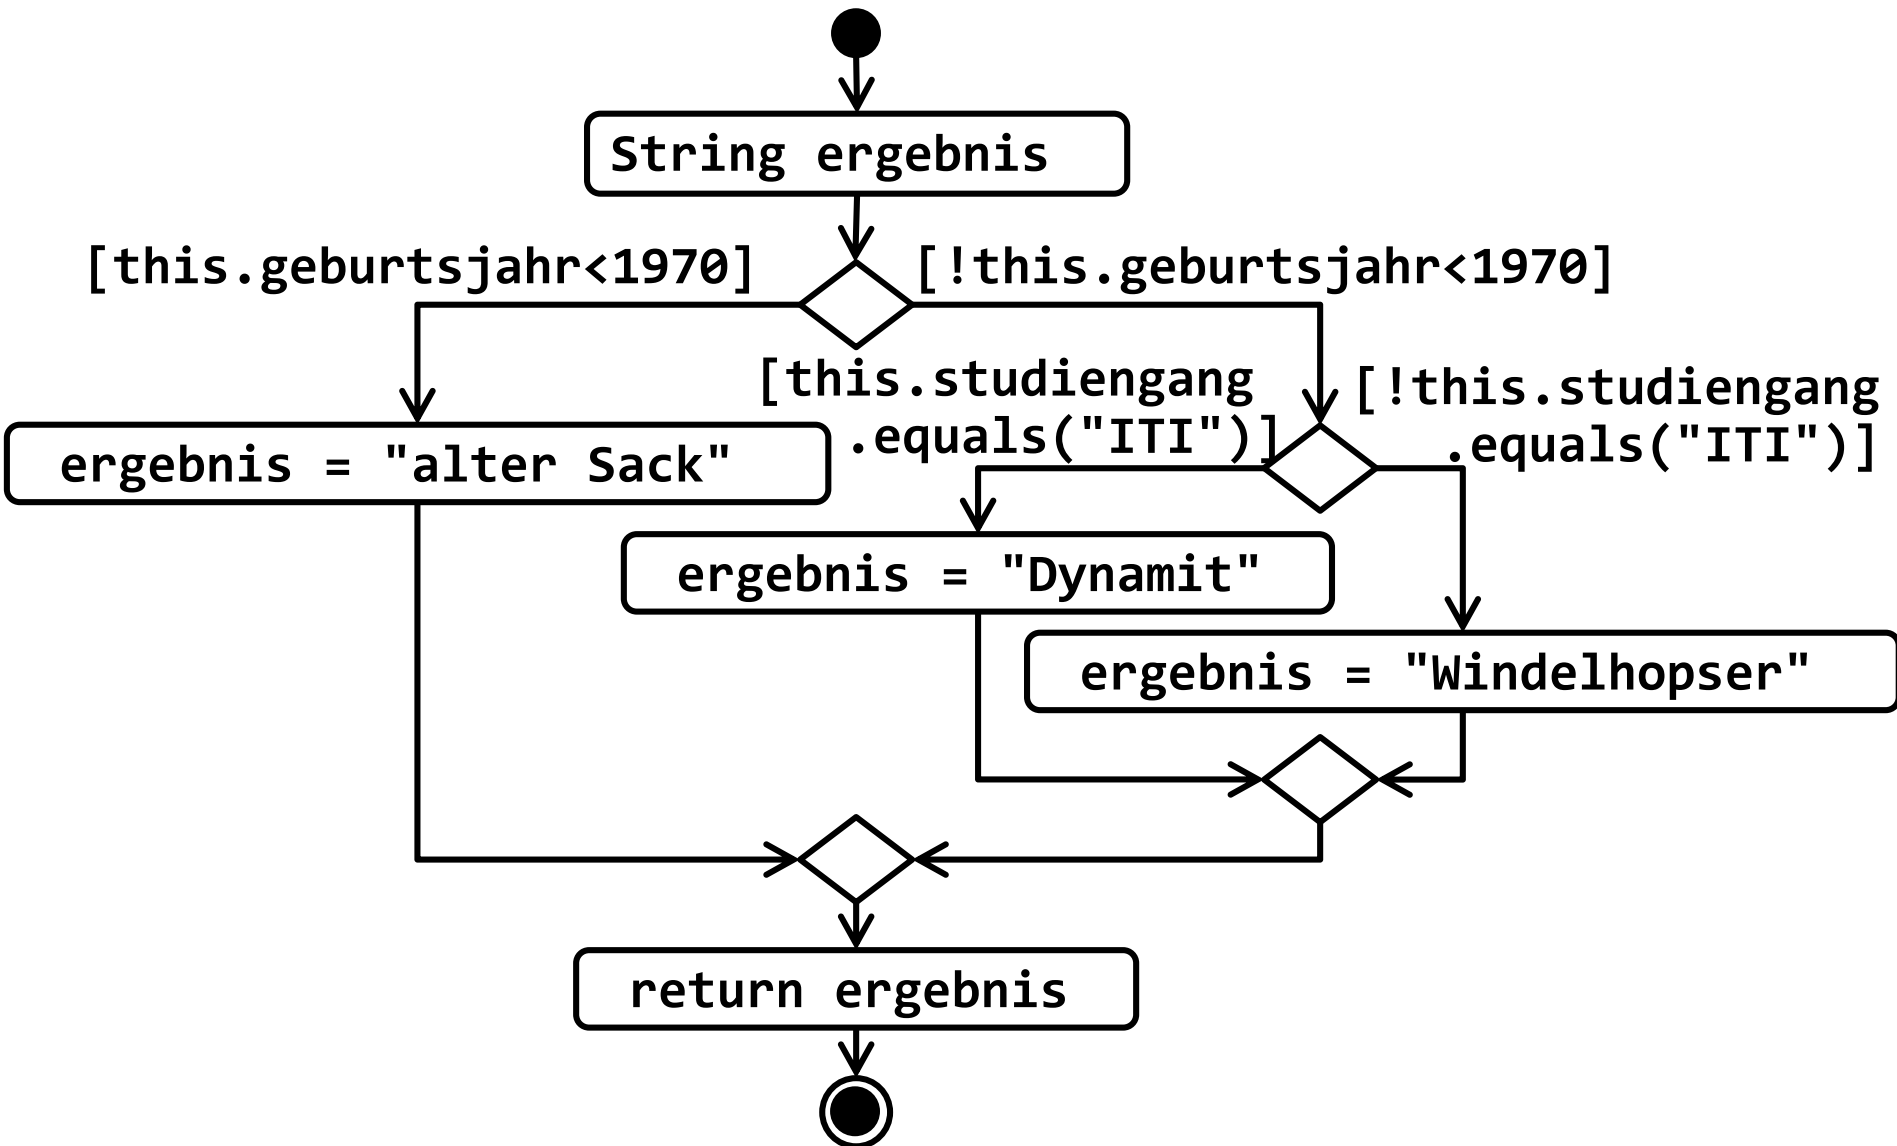 String ergebnis
[this.geburtsjahr<1970]
[!this.geburtsjahr<1970]
[this.studiengang
.equals("ITI")]
[!this.studiengang
.equals("ITI")]
ergebnis = "alter Sack"
ergebnis = "Dynamit"
ergebnis = "Windelhopser"
return ergebnis